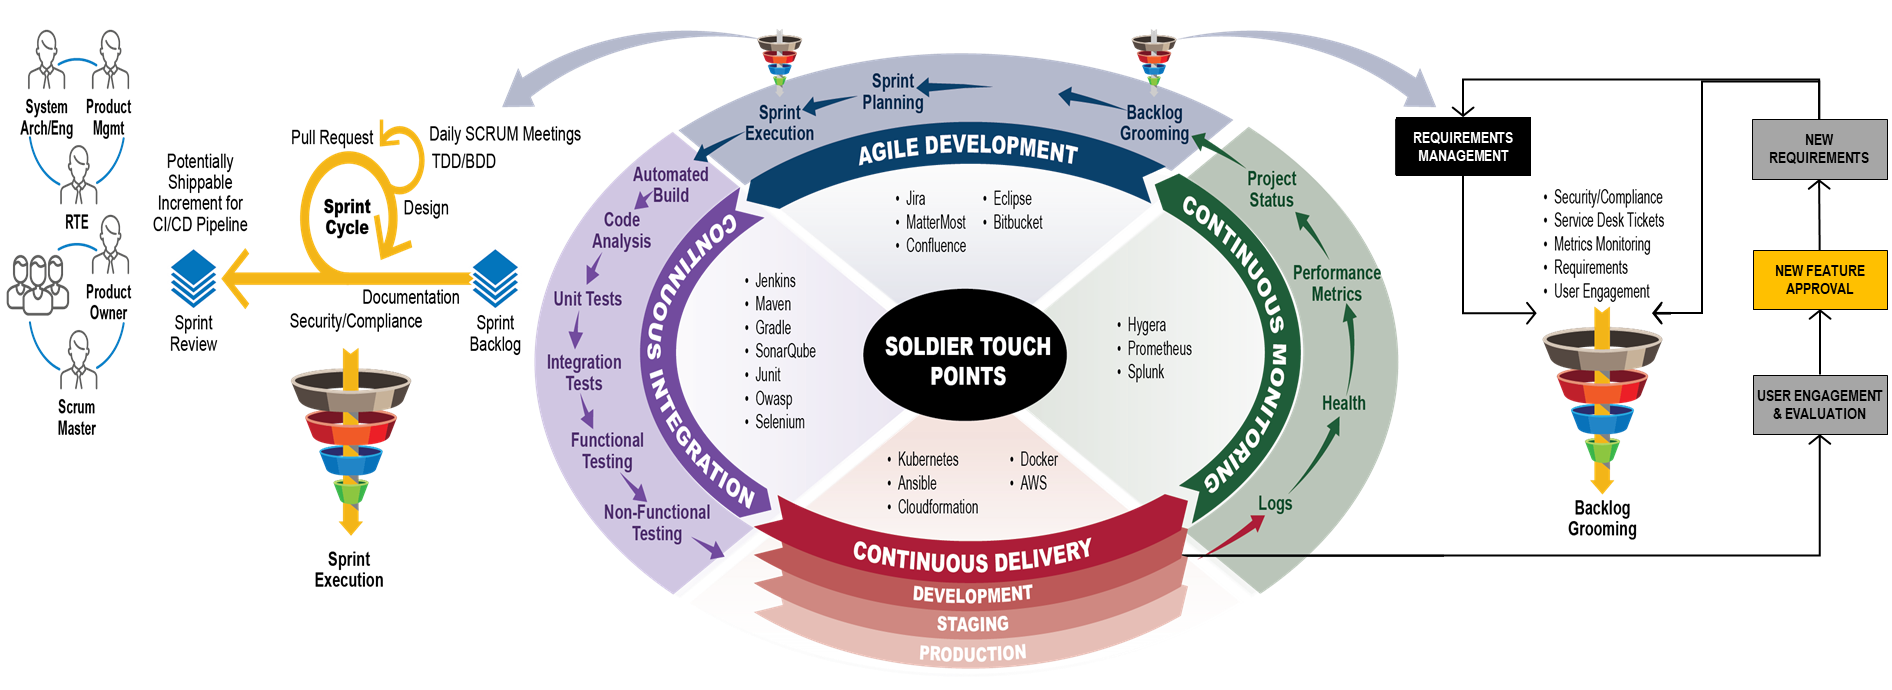 System
Arch/Eng
Product
Mgmt
RTE
Product
Owner
Scrum
Master
Potentially
Shippable
Increment for
CI/CD Pipeline
Pull Request
Daily SCRUM Meetings
TDD/BDD
Design
Sprint
Cycle
Documentation
Security/Compliance
Sprint
Review
Sprint
Backlog
Sprint
Execution
AGILE DEVELOPMENT
Backlog
Grooming
Sprint
Planning
Sprint
Execution
• Jira
• MatterMost
• Confluence
• Eclipse
• Bitbucket
CONTINUOUS INTEGRATION
Automated
Build
Code
Analysis
Unit Tests
Integration
Tests
Functional
Testing
Non-Functional
Testing
• Jenkins
• Maven
• Gradle
• SonarQube
• Junit
• Owasp
• Selenium
SOLDIER TOUCH
POINTS
• Kubernetes
• Ansible
• Cloudformation
• Docker
• AWS
CONTINUOUS DELIVERY
DEVELOPMENT
STAGING
PRODUCTION
CONTINUOUS MONITORING
• Hygera
• Prometheus
• Splunk
Project
Status
Performance
Metrics
Health
Logs
REQUIREMENTS
MANAGEMENT
• Security/Compliance
• Service Desk Tickets
• Metrics Monitoring
• Requirements
• User Engagement
Backlog
Grooming
NEW
REQUIREMENTS
NEW FEATURE
APPROVAL
USER ENGAGEMENT
& EVALUATION